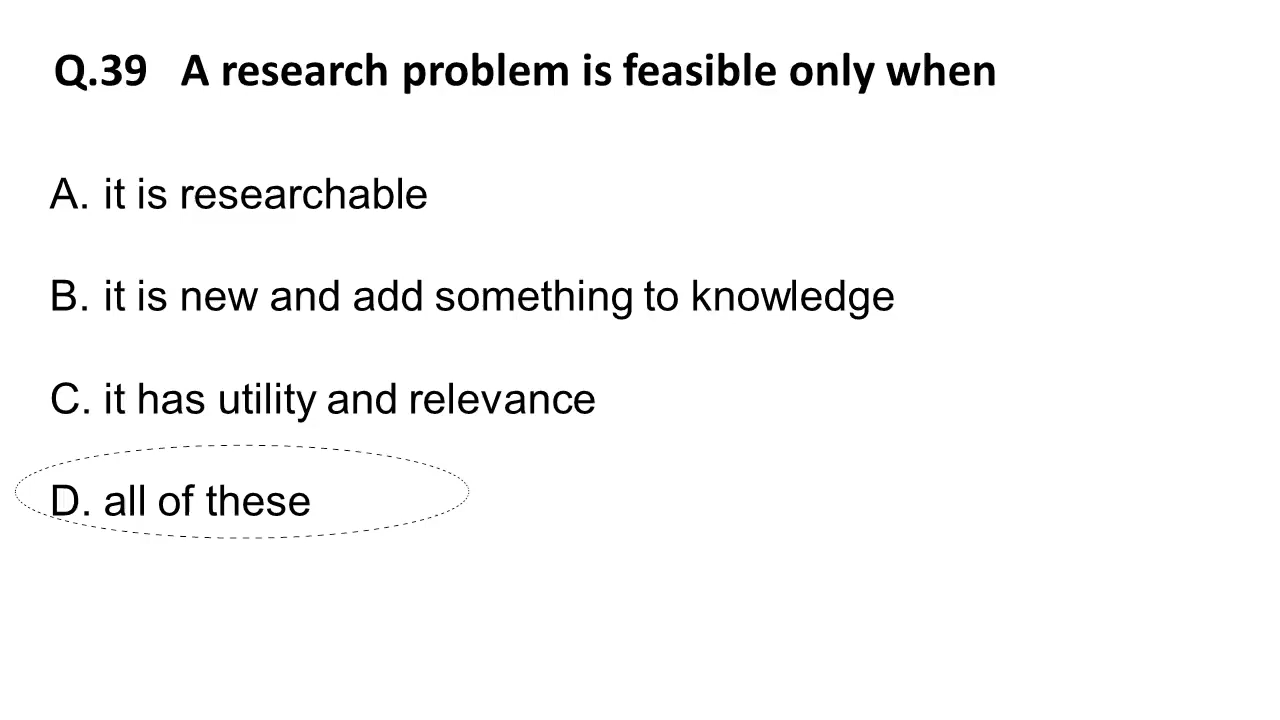 Q.39 A research problem is feasible only when
A. it is researchable
B. it is new and add something to knowledge
C. it has utility and relevance
D. all of these